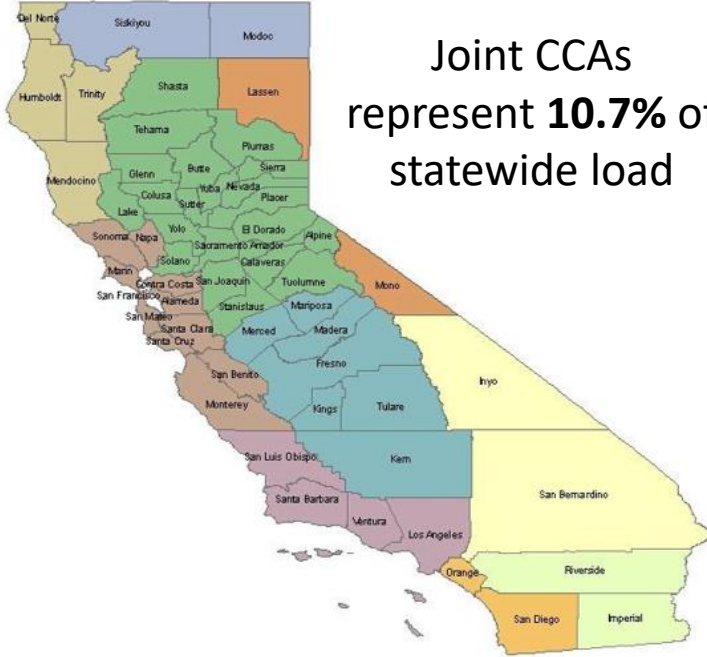 Joint CCAs
represent 10.7% of
statewide load
Del Norte
Siskiyou
Modoc
Humboldt
Trinity
Shasta
Lassen
Tehama
Plumas
Mendocino
Glenn
Butte
Sierra
Colusa
Yuba
Nevada
Sutter
Placer
Lake
Yolo
El Dorado
Alpine
Sonoma
Napa
Sacramento
Amador
Solano
Calaveras
Marin
Contra Costa
San Joaquin
Tuolumne
Mono
San Francisco
Alameda
Stanislaus
Mariposa
San Mateo
Santa Clara
Merced
Madera
Santa Cruz
Fresno
San Benito
Inyo
Monterey
Kings
Tulare
San Luis Obispo
Kern
Santa Barbara
San Bernardino
Ventura
Los Angeles
Orange
Riverside
San Diego
Imperial